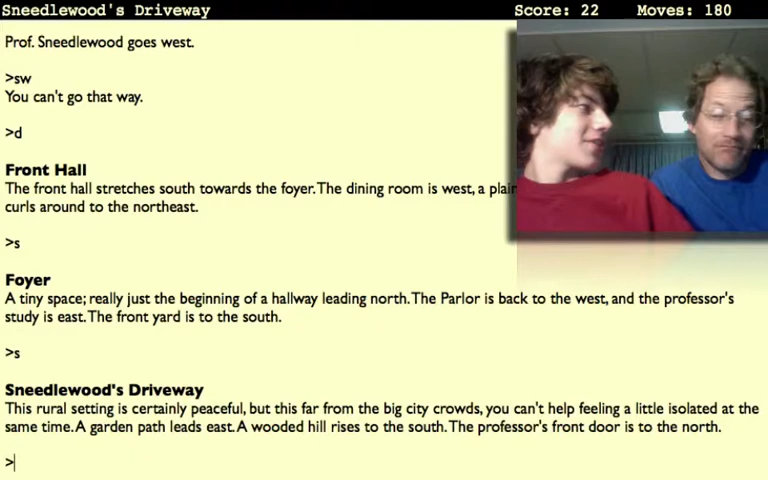 Sneedlewood's Driveway Score: 22 Moves: 180
Prof. Sneedlewood goes west.
>sw
You can't go that way.
>d
Front Hall
The front hall stretches south towards the foyer. The dining room is west, a plain
curls around to the northeast.
>s
Foyer
A tiny space; really just the beginning of a hallway leading north. The Parlor is back to the west, and the professor's
study is east. The front yard is to the south.
>s
Sneedlewood's Driveway
This rural setting is certainly peaceful, but this far from the big city crowds, you can't help feeling a little isolated at the
same time. A garden path leads east. A wooded hill rises to the south. The professor's front door is to the north.
>